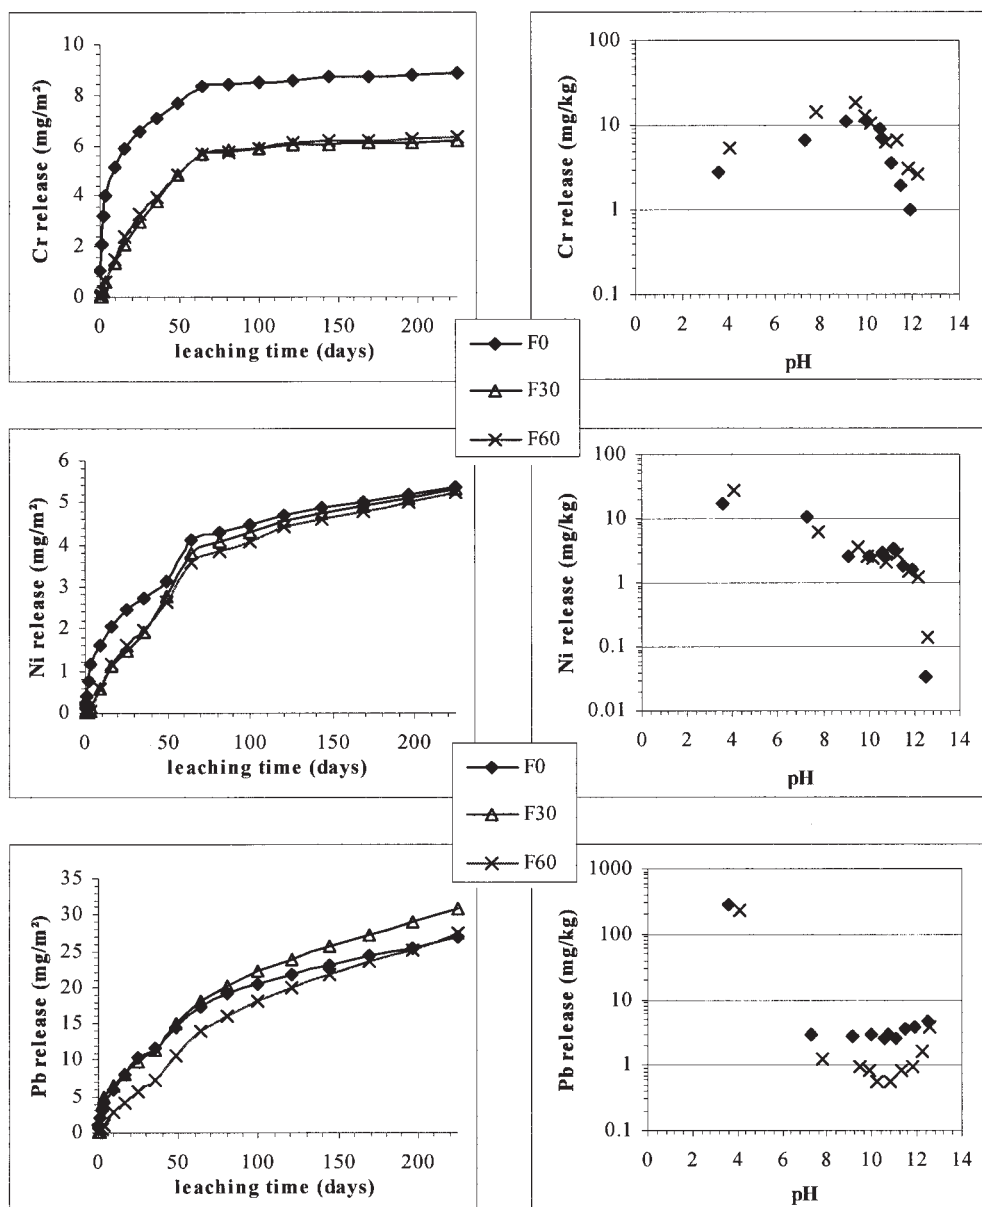 10
8
6
4
2
0
Cr release (mg/m²)
0 50 100 150 200
leaching time (days)
100
10
1
0.1
Cr release (mg/kg)
0 2 4 6 8 10 12 14
pH
F0
F30
F60
6
5
4
3
2
1
0
Ni release (mg/m²)
0 50 100 150 200
leaching time (days)
100
10
1
0.1
0.01
Ni release (mg/kg)
0 2 4 6 8 10 12 14
pH
F0
F30
F60
35
30
25
20
15
10
5
0
Pb release (mg/m²)
0 50 100 150 200
leaching time (days)
1000
100
10
1
0.1
Pb release (mg/kg)
0 2 4 6 8 10 12 14
pH